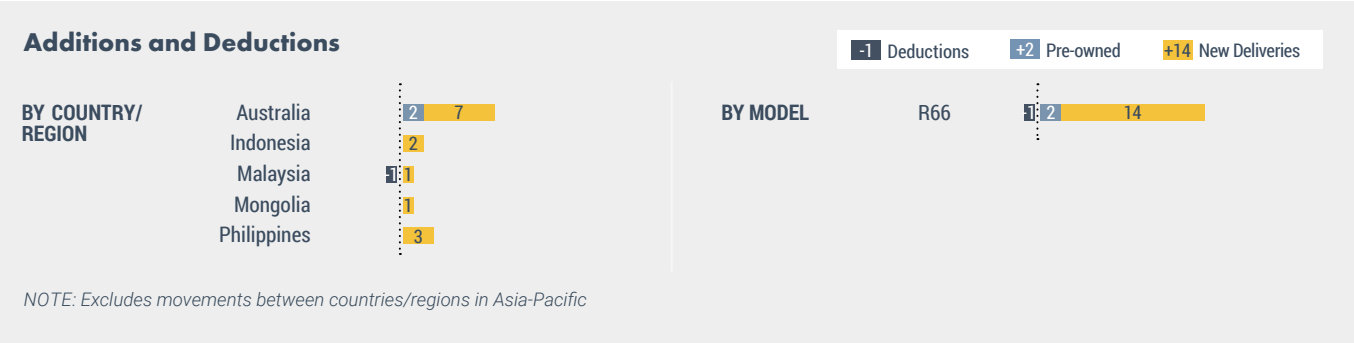 Additions and Deductions
-1 Deductions +2 Pre-owned +14 New Deliveries
BY COUNTRY/
REGION
Australia 2 7
Indonesia 2
Malaysia -1 1
Mongolia 1
Philippines 3
BY MODEL R66 -1 2 14
NOTE: Excludes movements between countries/regions in Asia-Pacific